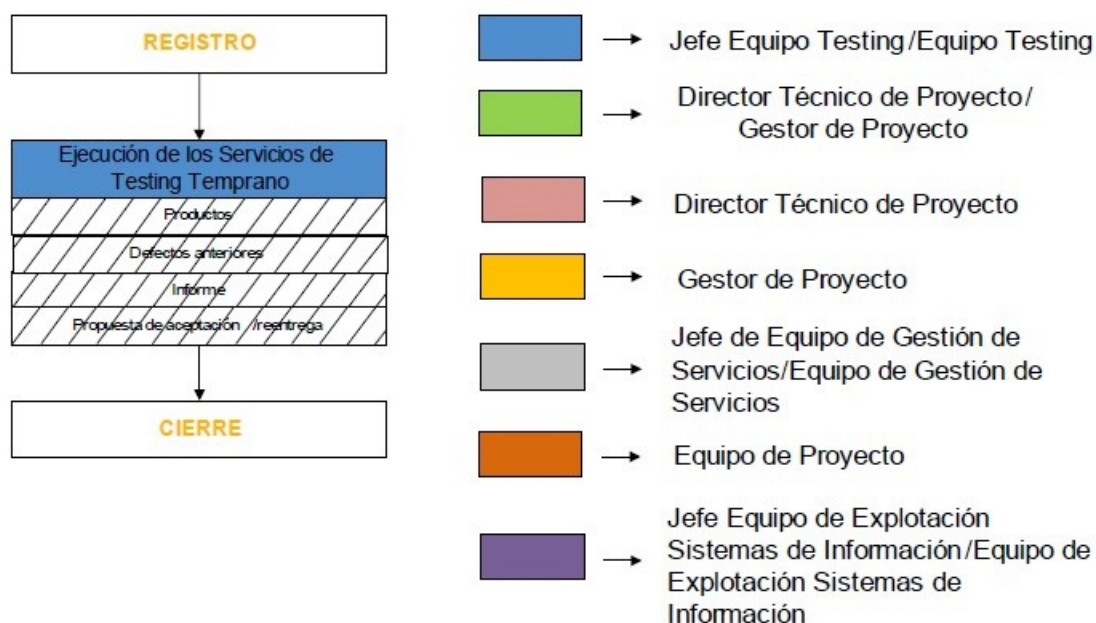 REGISTRO
Ejecución de los Servicios de
Testing Temprano
Productos
Defectos anteriores
Informe
Propuesta de aceptación /reentrega
CIERRE
Jefe Equipo Testing/Equipo Testing
Director Técnico de Proyecto/
Gestor de Proyecto
Director Técnico de Proyecto
Gestor de Proyecto
Jefe de Equipo de Gestión de
Servicios/Equipo de Gestión de
Servicios
Equipo de Proyecto
Jefe Equipo de Explotación
Sistemas de Información/Equipo de
Explotación Sistemas de
Información